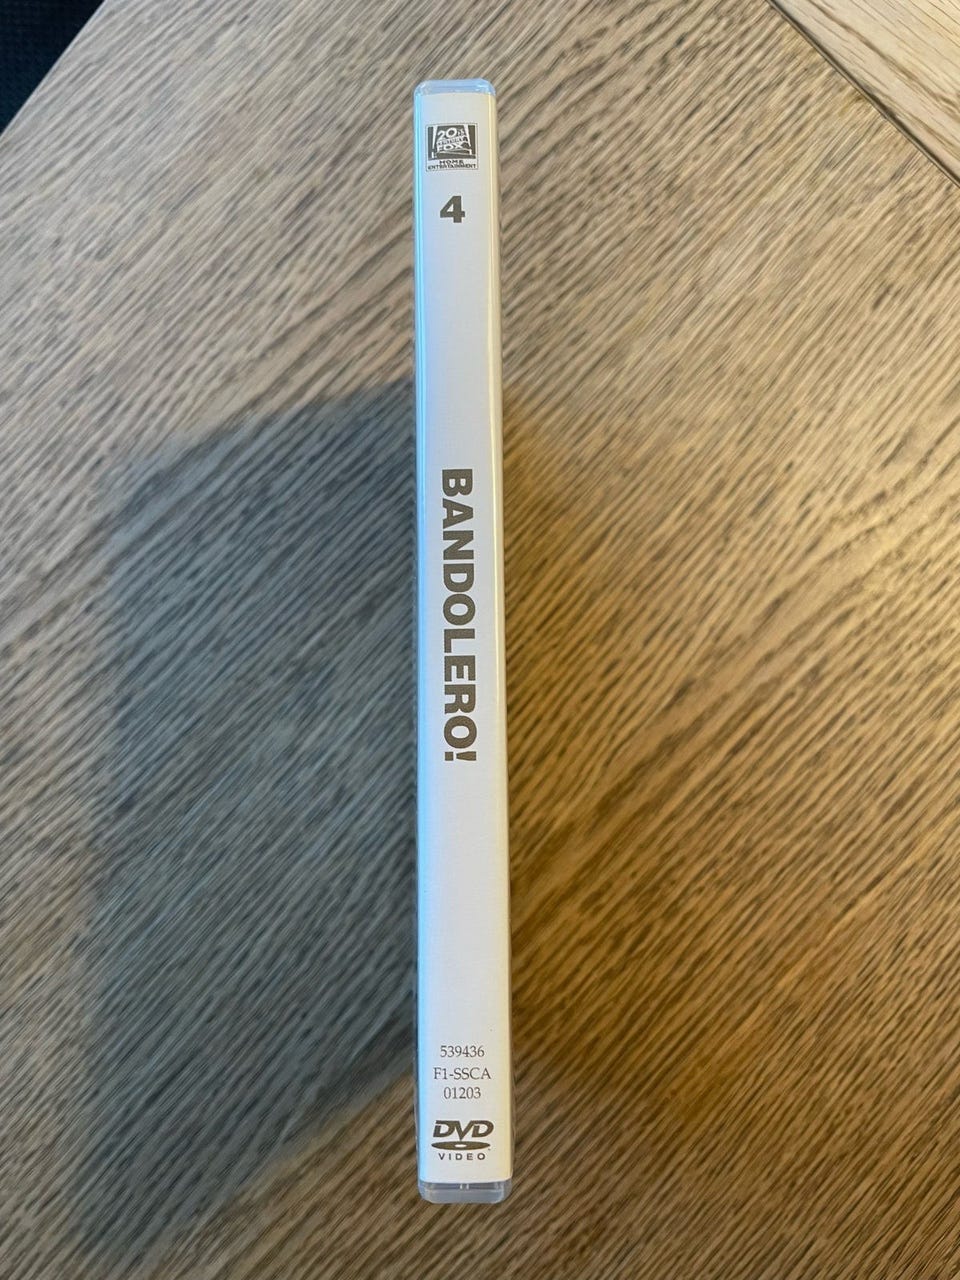 20th
CENTURY
FOX
HOME
ENTERTAINMENT
4
BANDOLERO!
539436
F1-SSCA
01203
DVD
VIDEO